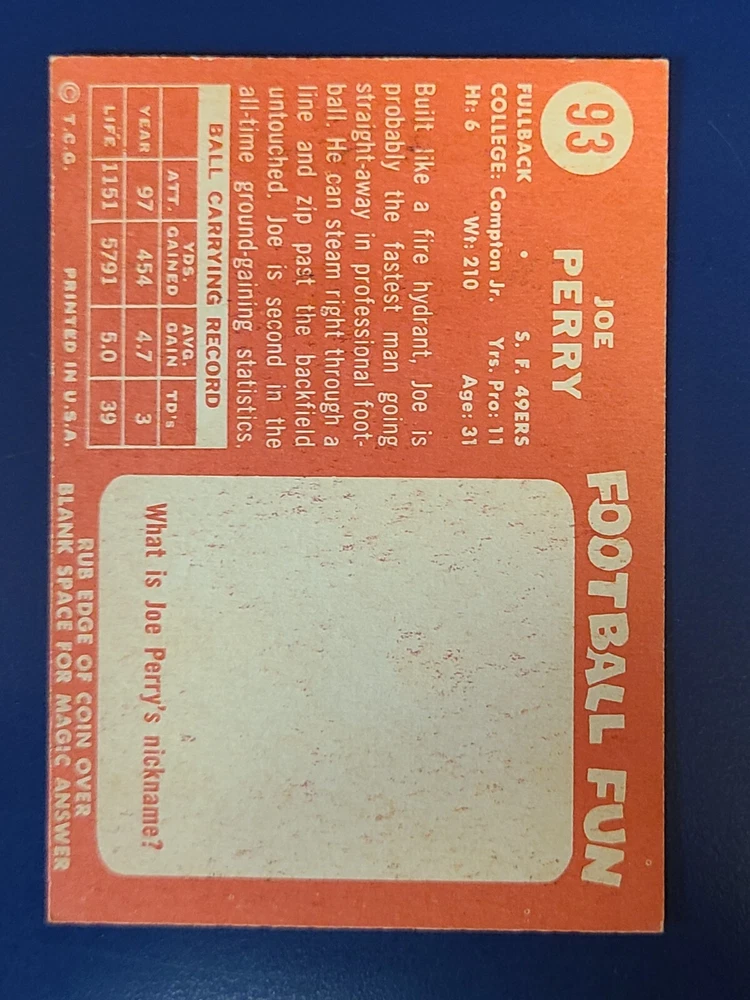 93
JOE
PERRY
FULLBACK • S. F. 49ERS
COLLEGE: Compton Jr. Yrs. Pro: 11
Ht: 6 Wt: 210 Age: 31
Built like a fire hydrant, Joe is
probably the fastest man going
straight-away in professional foot-
ball. He can steam right through a
line and zip past the backfield
untouched. Joe is second in the
all-time ground-gaining statistics.
BALL CARRYING RECORD
ATT. YDS. GAINED AVG. GAIN TD's
YEAR 97 454 4.7 3
LIFE 1151 5791 5.0 39
© T.C.G. PRINTED IN U.S.A.
FOOTBALL FUN
What is Joe Perry's nickname?
RUB EDGE OF COIN OVER
BLANK SPACE FOR MAGIC ANSWER